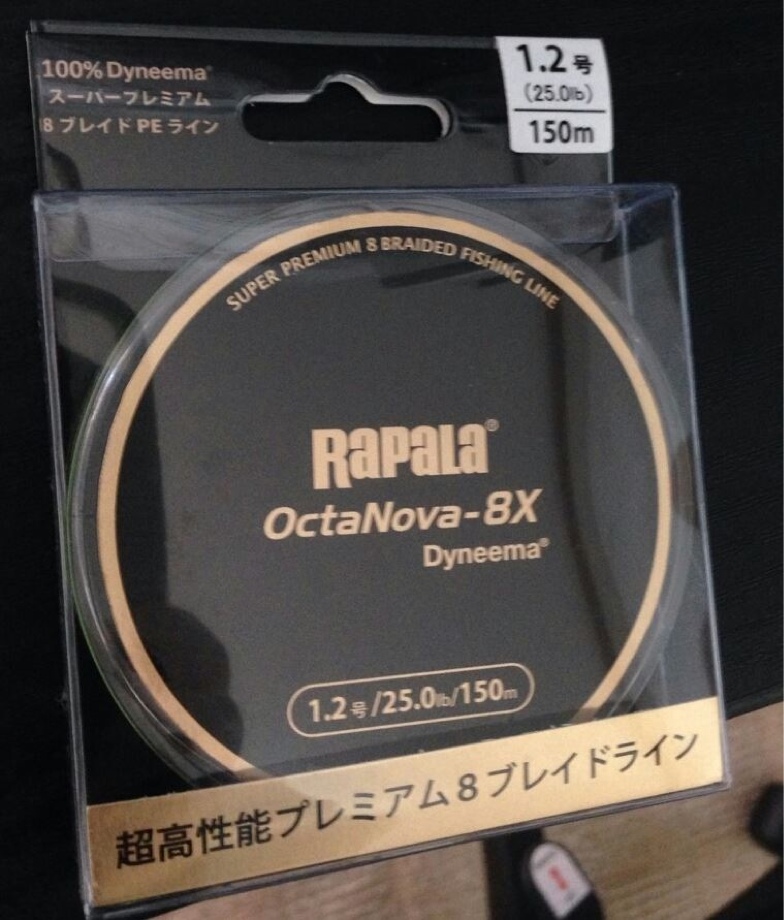 100% Dyneema®
スーパープレミアム
8 ブレイド PE ライン
1.2 号
(25.0lb)
150m
SUPER PREMIUM 8 BRAIDED FISHING LINE
RAPALA®
OctaNova-8X
Dyneema®
1.2 号/25.0lb/150m
超高性能プレミアム 8 ブレイドライン